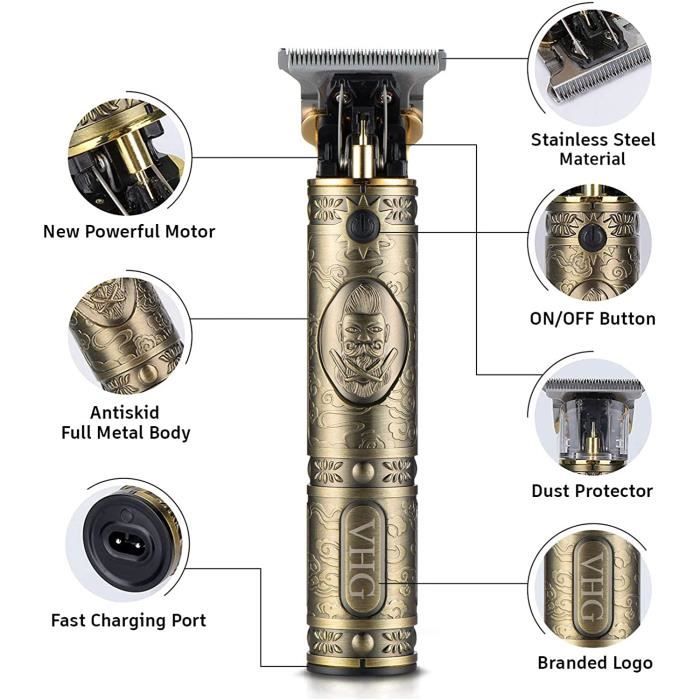 New Powerful Motor
Antiskid
Full Metal Body
Fast Charging Port
VHG
Stainless Steel
Material
ON/OFF Button
Dust Protector
VHG
Branded Logo